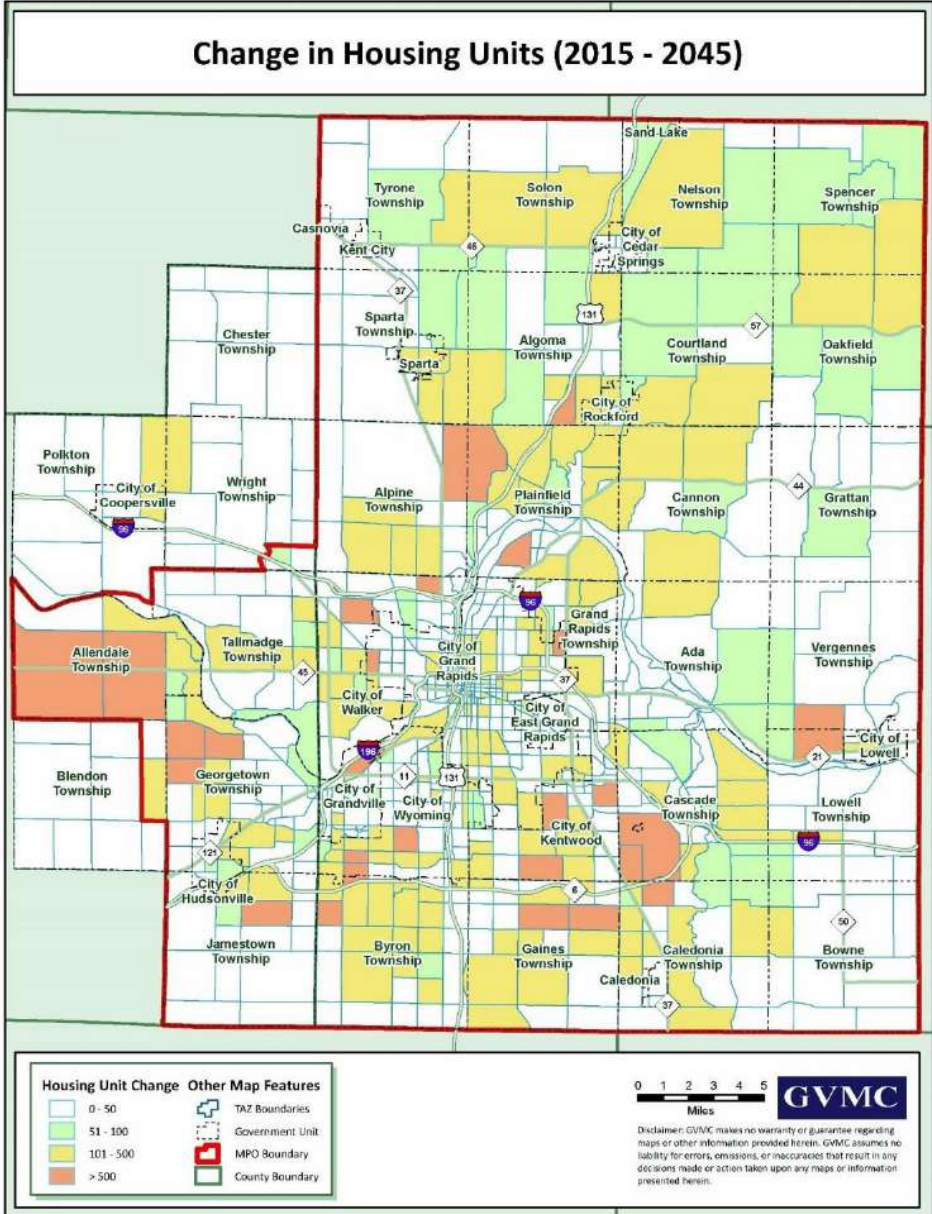 Change in Housing Units (2015 - 2045)
Sand Lake
Tyrone
Township
Solon
Township
Nelson
Township
Spencer
Township
Casnovia
Kent City
46
City of
Cedar
Springs
37
131
Chester
Township
Sparta
Township
Sparta
Algoma
Township
57
Courtland
Township
Oakfield
Township
City of
Rockford
Polkton
Township
City of
Coopersville
96
Wright
Township
Alpine
Township
Plainfield
Township
Cannon
Township
44
Grattan
Township
96
Allendale
Township
Tallmadge
Township
45
City of
Grand
Rapids
Grand
Rapids
Township
37
Ada
Township
Vergennes
Township
City of
Walker
City of
East Grand
Rapids
City of
Lowell
21
196
Blendon
Township
Georgetown
Township
City of
Grandville
11
131
City of
Wyoming
City of
Kentwood
Cascade
Township
Lowell
Township
96
121
City of
Hudsonville
6
50
Jamestown
Township
Byron
Township
Gaines
Township
Caledonia
Township
Caledonia
37
Bowne
Township
Housing Unit Change
0 - 50
51 - 100
101 - 500
> 500
Other Map Features
TAZ Boundaries
Government Unit
MPO Boundary
County Boundary
0 1 2 3 4 5
Miles
GVMC
Disclaimer: GVMC makes no warranty or guarantee regarding
maps or other information provided herein. GVMC assumes no
liability for errors, omissions, or inaccuracies that result in any
decisions made or action taken upon any maps or information
presented herein.